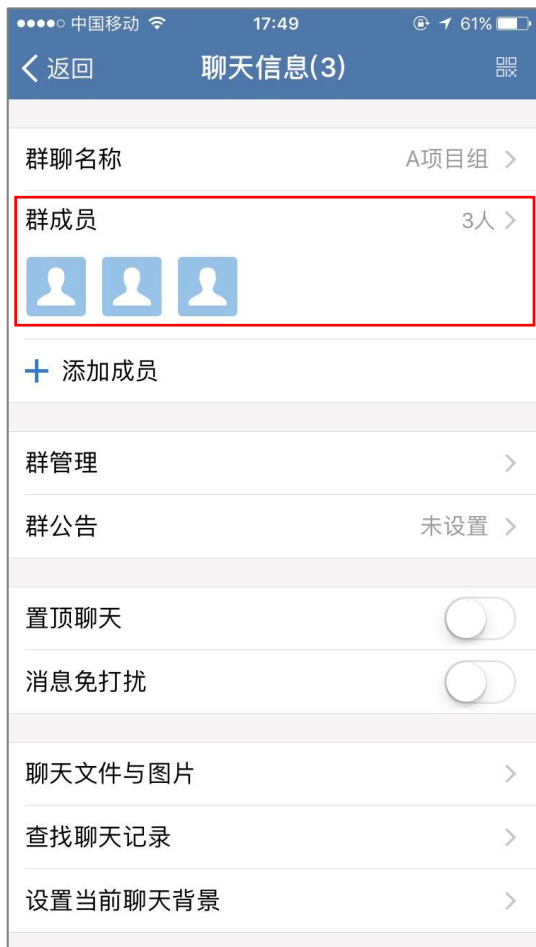 中国移动 17:49 61%
返回 聊天信息(3)
群聊名称 A项目组
群成员 3人
添加成员
群管理
群公告 未设置
置顶聊天
消息免打扰
聊天文件与图片
查找聊天记录
设置当前聊天背景